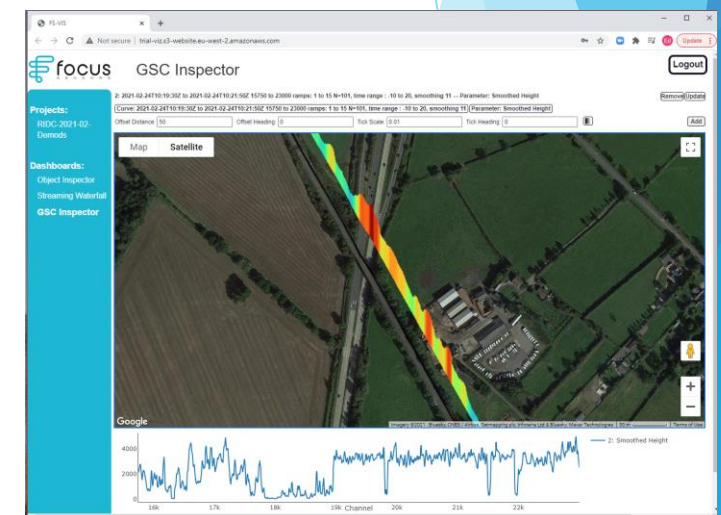 F1-VIS
Not secure | trial-viz.s3-website.eu-west-2.amazonaws.com
Update
focus
GSC Inspector
Logout
2: 2021-02-24T10:19:30Z to 2021-02-24T10:21:50Z 15750 to 23000 ramps: 1 to 15 N=101, time range : -10 to 20, smoothing 11 -- Parameter: Smoothed Height
Remove Update
Curve: 2021-02-24T10:19:30Z to 2021-02-24T10:21:50Z 15750 to 23000 ramps: 1 to 15 N=101, time range : -10 to 20, smoothing 11 Parameter: Smoothed Height
Offset Distance 50 Offset Heading 0 Tick Scale 0.01 Tick Heading 0 Add
Projects:
RIDC-2021-02-
Demods
Dashboards:
Object Inspector
Streaming Waterfall
GSC Inspector
Map Satellite
Google
Terms of Use
2: Smoothed Height
4000
2000
0
16k 17k 18k 19k Channel 20k 21k 22k